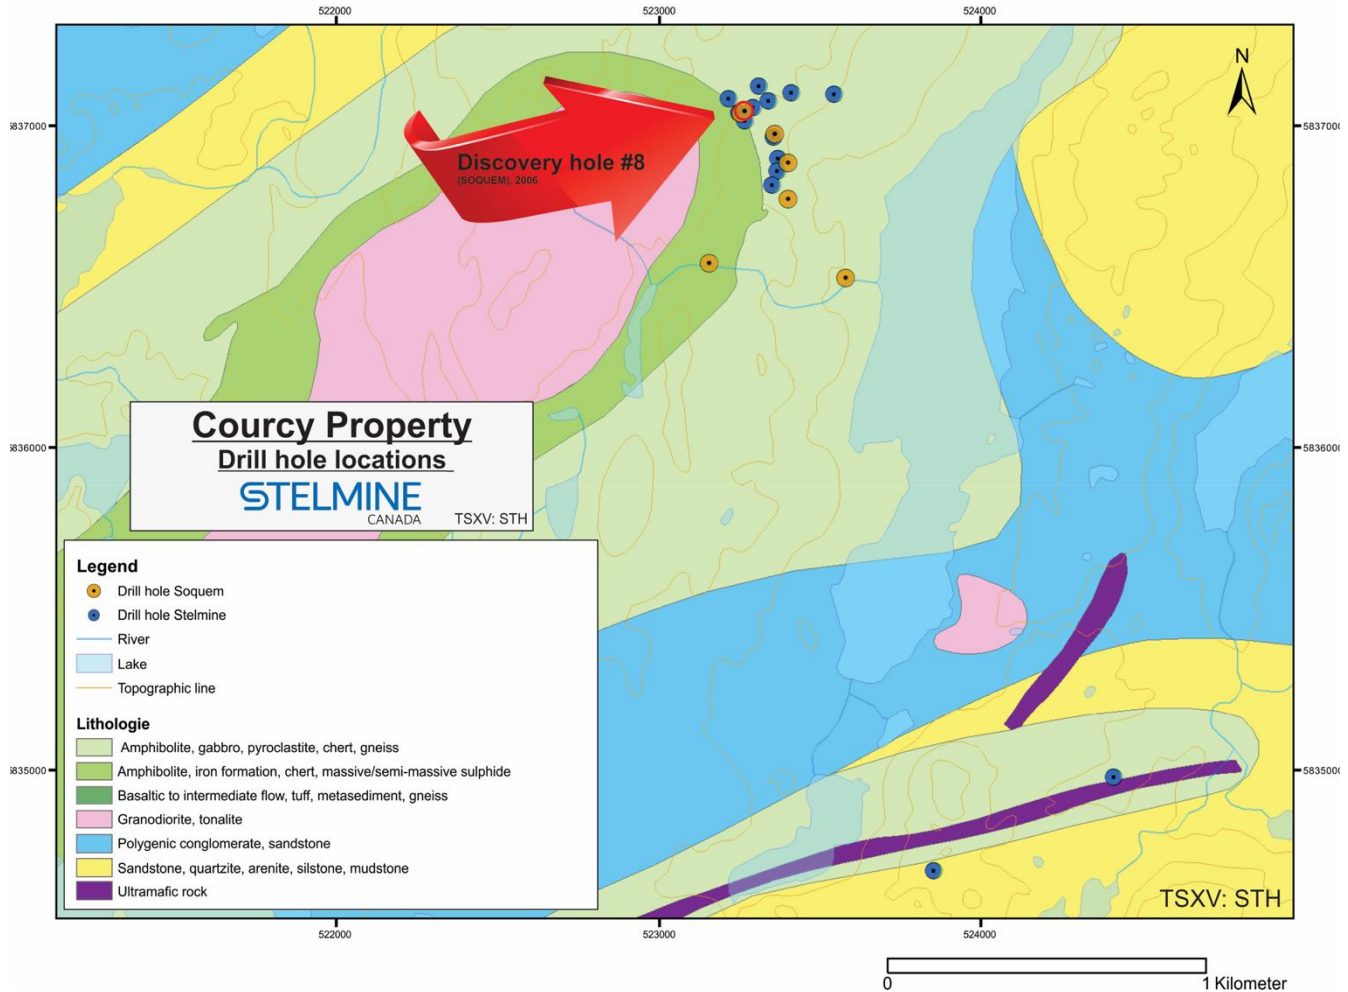 522000
523000
524000
N
5837000
5837000
Discovery hole #8
(SOQUEM), 2006
Courcy Property
Drill hole locations
STELMINE
CANADA
TSXV: STH
5836000
5836000
Legend
Drill hole Soquem
Drill hole Stelmine
River
Lake
Topographic line
Lithologie
Amphibolite, gabbro, pyroclastite, chert, gneiss
Amphibolite, iron formation, chert, massive/semi-massive sulphide
Basaltic to intermediate flow, tuff, metasediment, gneiss
Granodiorite, tonalite
Polygenic conglomerate, sandstone
Sandstone, quartzite, arenite, silstone, mudstone
Ultramafic rock
5835000
5835000
TSXV: STH
522000
523000
524000
0
1 Kilometer